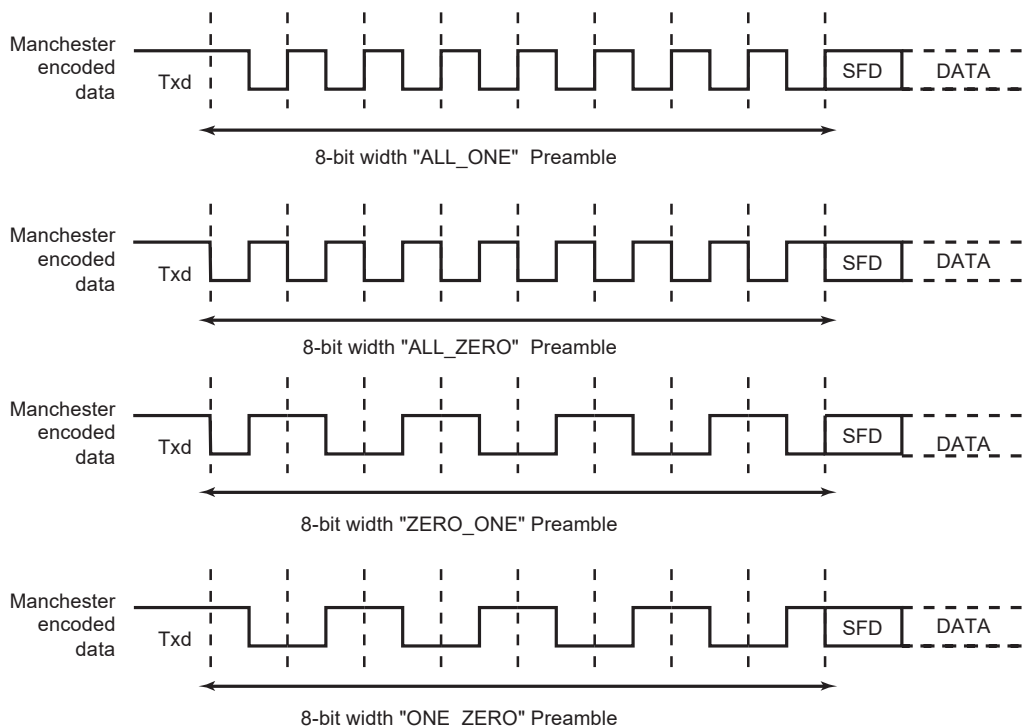 Manchester
encoded
data
Txd
SFD
DATA
8-bit width "ALL_ONE" Preamble
Manchester
encoded
data
Txd
SFD
DATA
8-bit width "ALL_ZERO" Preamble
Manchester
encoded
data
Txd
SFD
DATA
8-bit width "ZERO_ONE" Preamble
Manchester
encoded
data
Txd
SFD
DATA
8-bit width "ONE_ZERO" Preamble